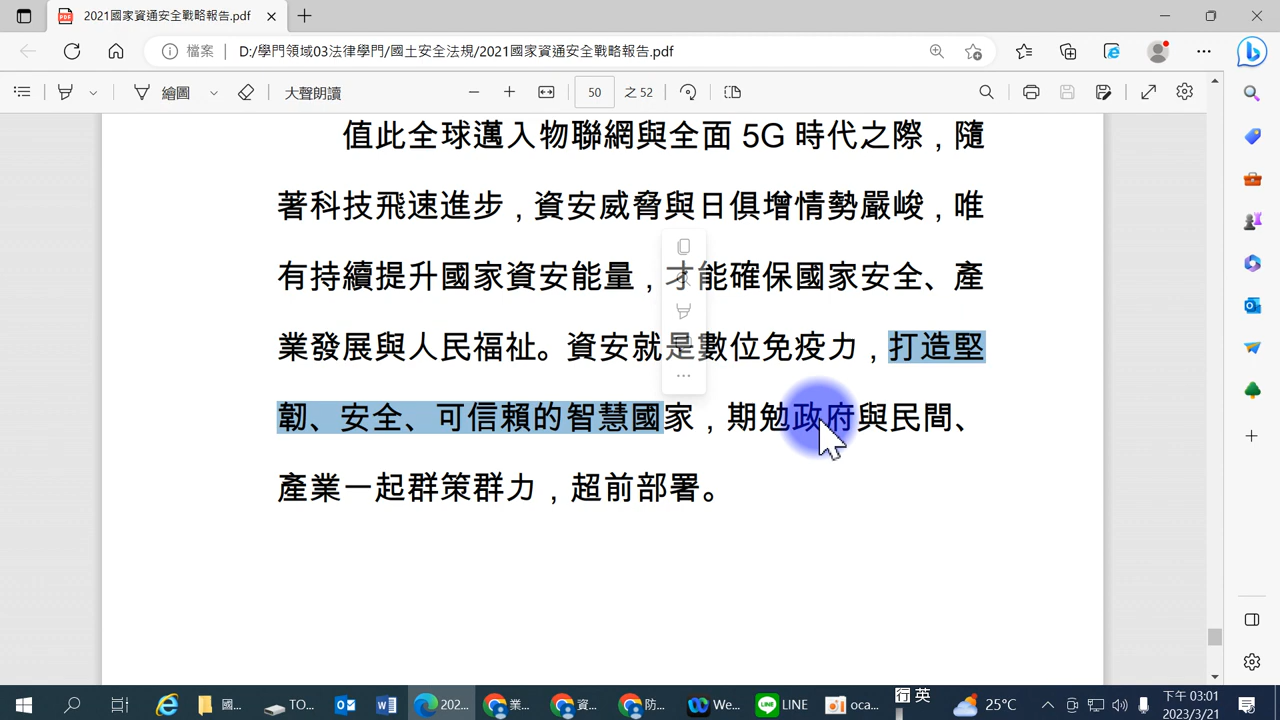 2021國家資通安全戰略報告.pdf
檔案 D:/學門領域03法律學門/國土安全法規/2021國家資通安全戰略報告.pdf
繪圖 大聲朗讀 50 之 52
值此全球邁入物聯網與全面 5G 時代之際，隨
著科技飛速進步，資安威脅與日俱增情勢嚴峻，唯
有持續提升國家資安能量，才能確保國家安全、產
業發展與人民福祉。資安就是數位免疫力，打造堅
韌、安全、可信賴的智慧國家，期勉政府與民間、
產業一起群策群力，超前部署。
國... TO... 202... 業... 資... 防... We... LINE oca... 行 英 25°C 下午 03:01
2023/3/21